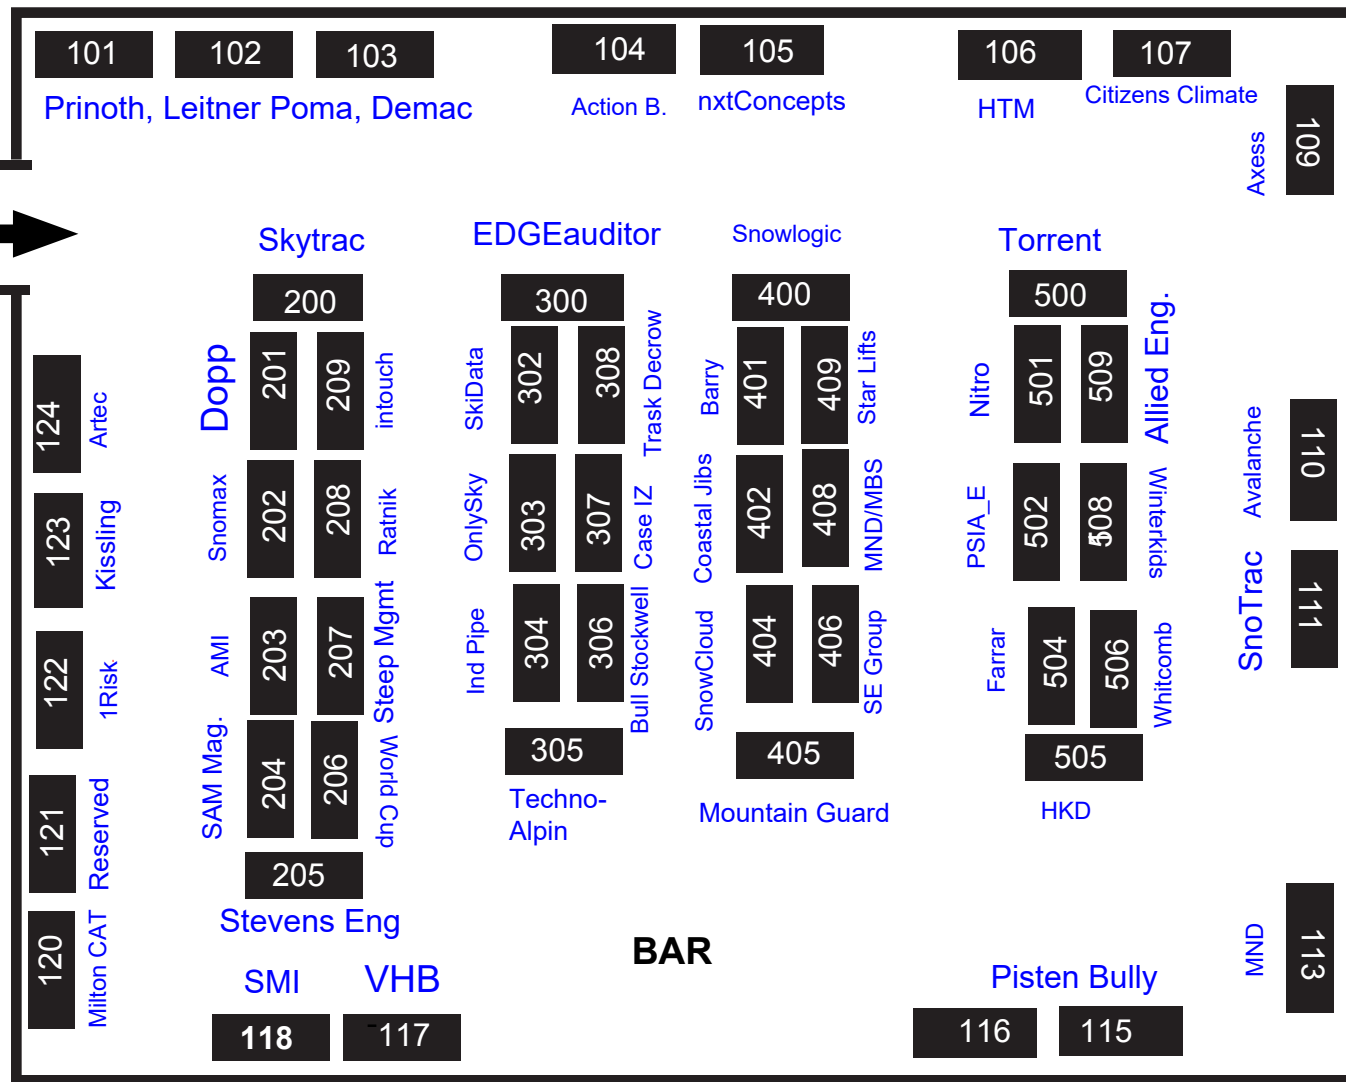 101 102 103 104 105 106 107
Prinoth, Leitner Poma, Demac
Action B.
nxtConcepts
HTM
Citizens Climate
109
Axess
Skytrac
EDGEauditor
Snowlogic
Torrent
200
300
400
500
Dopp
201
209
intouch
SkiData
302
308
Trask Decrow
Barry
401
409
Star Lifts
Nitro
501
509
Allied Eng.
124
Artec
Avalanche
110
Snomax
202
208
Ratnik
OnlySky
303
307
Case IZ
Coastal Jibs
402
408
MND/MBS
PSIA_E
502
508
Winterkids
123
Kissling
SnoTrac
111
AMI
203
207
Steep Mgmt
Ind Pipe
304
306
Bull Stockwell
SnowCloud
404
406
SE Group
Farrar
504
506
Whitcomb
122
1Risk
SAM Mag.
204
206
World Cup
305
405
505
Techno-
Alpin
Mountain Guard
HKD
121
Reserved
205
Stevens Eng
120
Milton CAT
BAR
MND
113
SMI
VHB
Pisten Bully
118
-117
116
115